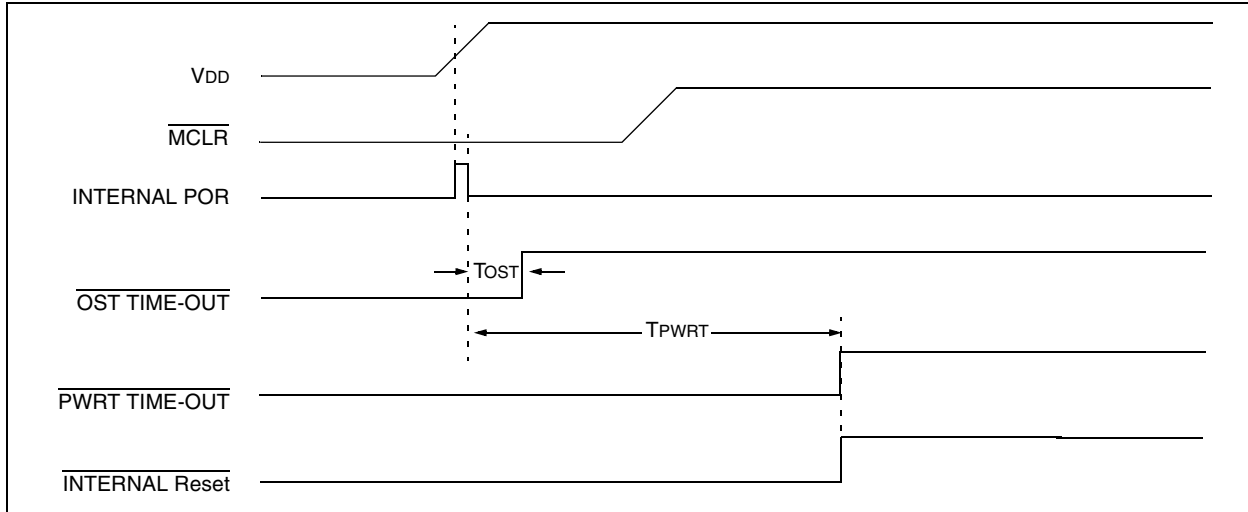 VDD
MCLR
INTERNAL POR
TOST
OST TIME-OUT
TPWRT
PWRT TIME-OUT
INTERNAL Reset